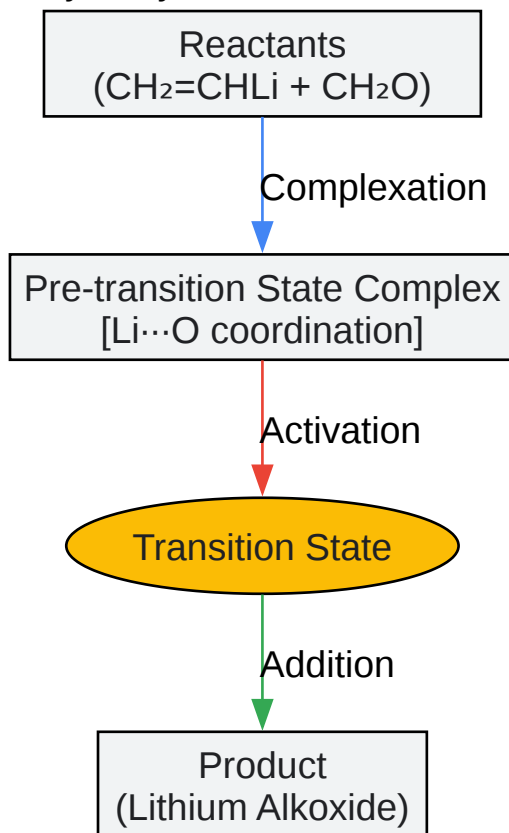 Reactants
(CH₂=CHLi + CH₂O)
Complexation
Pre-transition State Complex
[Li···O coordination]
Activation
Transition State
Addition
Product
(Lithium Alkoxide)